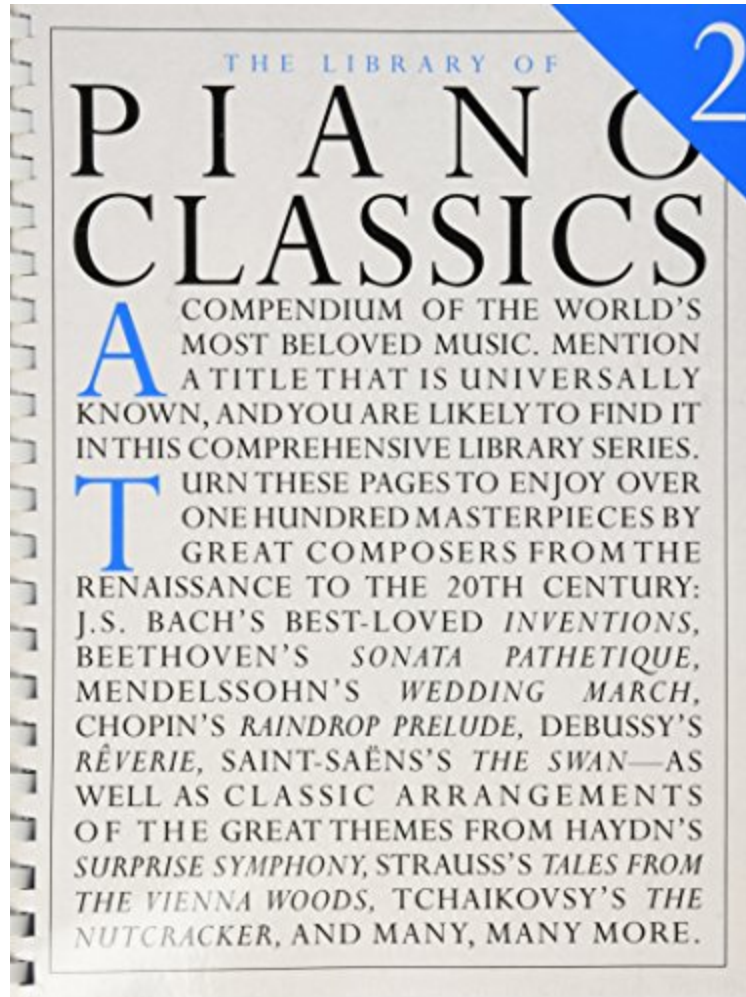 THE LIBRARY OF
2
PIANO
CLASSICS
A COMPENDIUM OF THE WORLD'S
MOST BELOVED MUSIC. MENTION
A TITLE THAT IS UNIVERSALLY
KNOWN, AND YOU ARE LIKELY TO FIND IT
IN THIS COMPREHENSIVE LIBRARY SERIES.
TURN THESE PAGES TO ENJOY OVER
ONE HUNDRED MASTERPIECES BY
GREAT COMPOSERS FROM THE
RENAISSANCE TO THE 20TH CENTURY:
J.S. BACH'S BEST-LOVED INVENTIONS,
BEETHOVEN'S SONATA PATHETIQUE,
MENDELSSOHN'S WEDDING MARCH,
CHOPIN'S RAINDROP PRELUDE, DEBUSSY'S
RÊVERIE, SAINT-SAËNS'S THE SWAN—AS
WELL AS CLASSIC ARRANGEMENTS
OF THE GREAT THEMES FROM HAYDN'S
SURPRISE SYMPHONY, STRAUSS'S TALES FROM
THE VIENNA WOODS, TCHAIKOVSY'S THE
NUTCRACKER, AND MANY, MANY MORE.